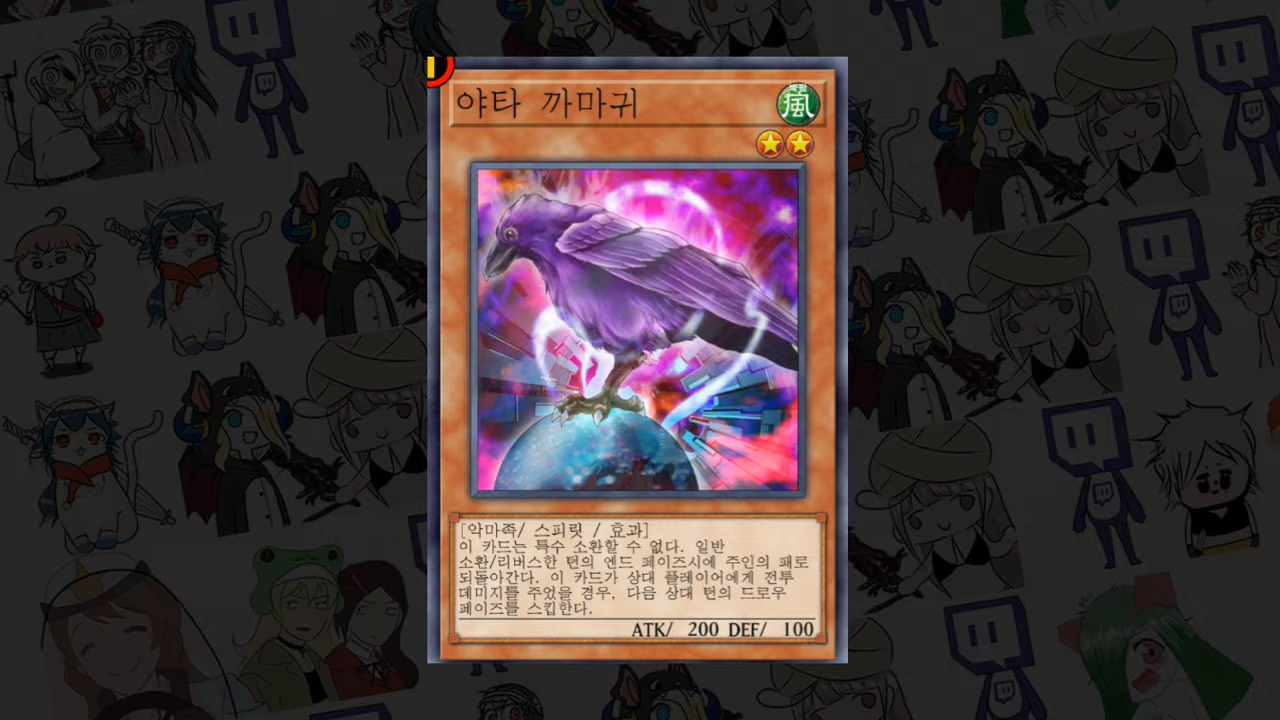 야타 까마귀
바람
風
[악마족/ 스피릿 / 효과]
이 카드는 특수 소환할 수 없다. 일반
소환/리버스한 턴의 엔드 페이즈시에 주인의 패로
되돌아간다. 이 카드가 상대 플레이어에게 전투
데미지를 주었을 경우, 다음 상대 턴의 드로우
페이즈를 스킵한다.
ATK/ 200 DEF/ 100